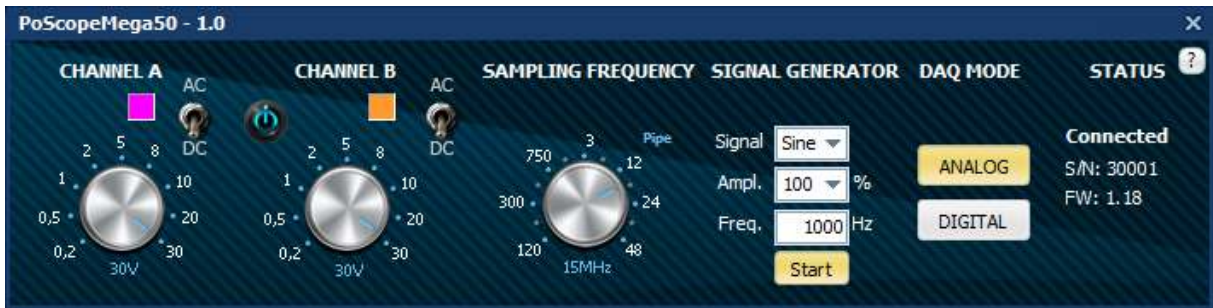 PoScopeMega50 - 1.0
CHANNEL A
AC
DC
0,2
0,5
1
2
5
8
10
20
30
30V
CHANNEL B
AC
DC
0,2
0,5
1
2
5
8
10
20
30
30V
SAMPLING FREQUENCY
120
300
750
3
Pipe
12
24
48
15MHz
SIGNAL GENERATOR
Signal Sine
Ampl. 100 %
Freq. 1000 Hz
Start
DAQ MODE
ANALOG
DIGITAL
STATUS
?
Connected
S/N: 30001
FW: 1.18